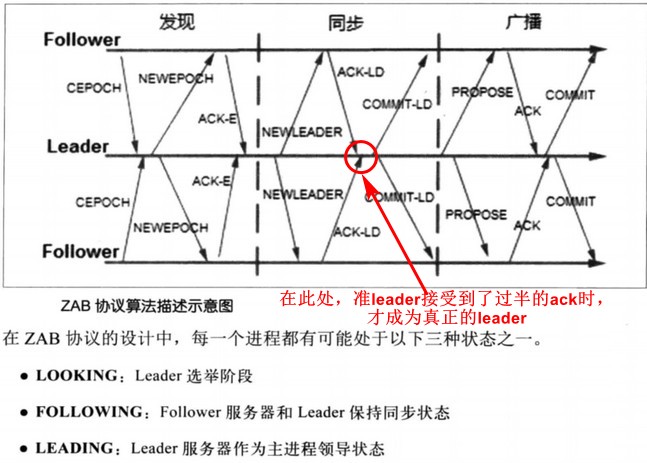 发现 同步 广播
Follower
CEPOCH NEWEPOCH ACK-E NEWLEADER ACK-LD COMMIT-LD PROPOSE ACK COMMIT
Leader
CEPOCH NEWEPOCH ACK-E NEWLEADER ACK-LD COMMIT-LD PROPOSE ACK COMMIT
Follower
在此处，准leader接受到了过半的ack时，
才成为真正的leader
ZAB 协议算法描述示意图
在 ZAB 协议的设计中，每一个进程都有可能处于以下三种状态之一。
● LOOKING：Leader 选举阶段
● FOLLOWING：Follower 服务器和 Leader 保持同步状态
● LEADING：Leader 服务器作为主进程领导状态